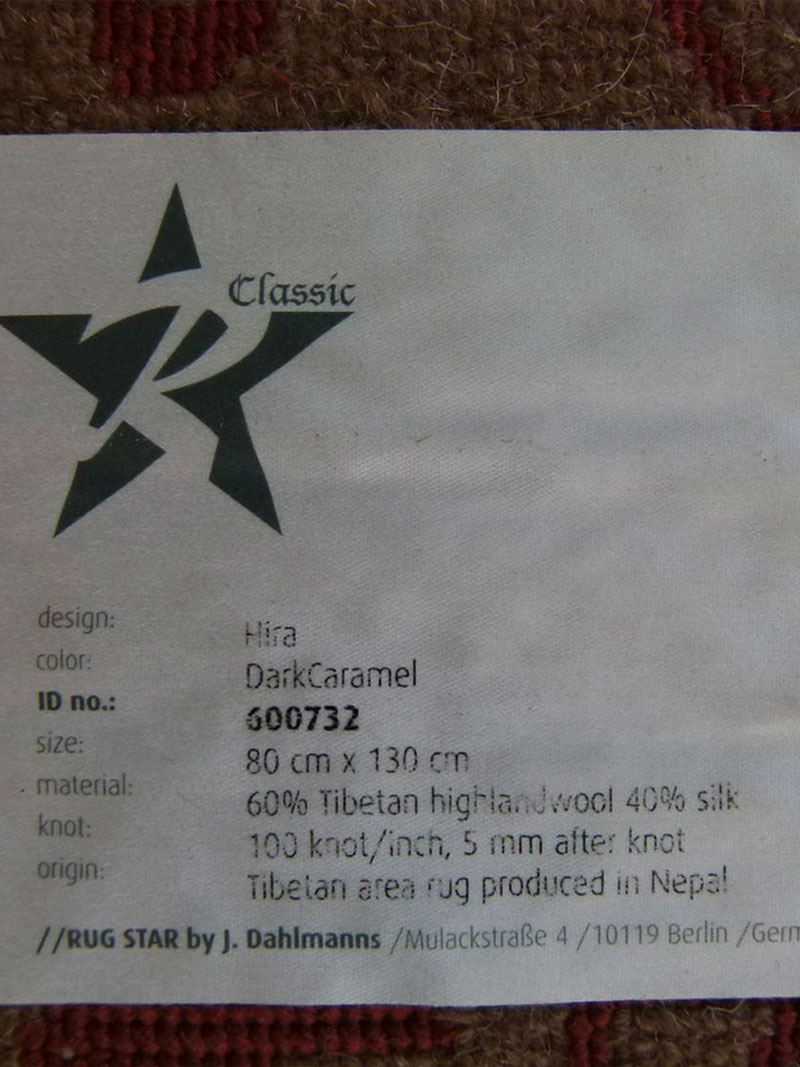 Classic
design: Hira
color: DarkCaramel
ID no.: 600732
size: 80 cm x 130 cm
material: 60% Tibetan highlandwool 40% silk
knot: 100 knot/inch, 5 mm after knot
origin: Tibetan area rug produced in Nepal
//RUG STAR by J. Dahlmanns /Mulackstraße 4 /10119 Berlin /Germ